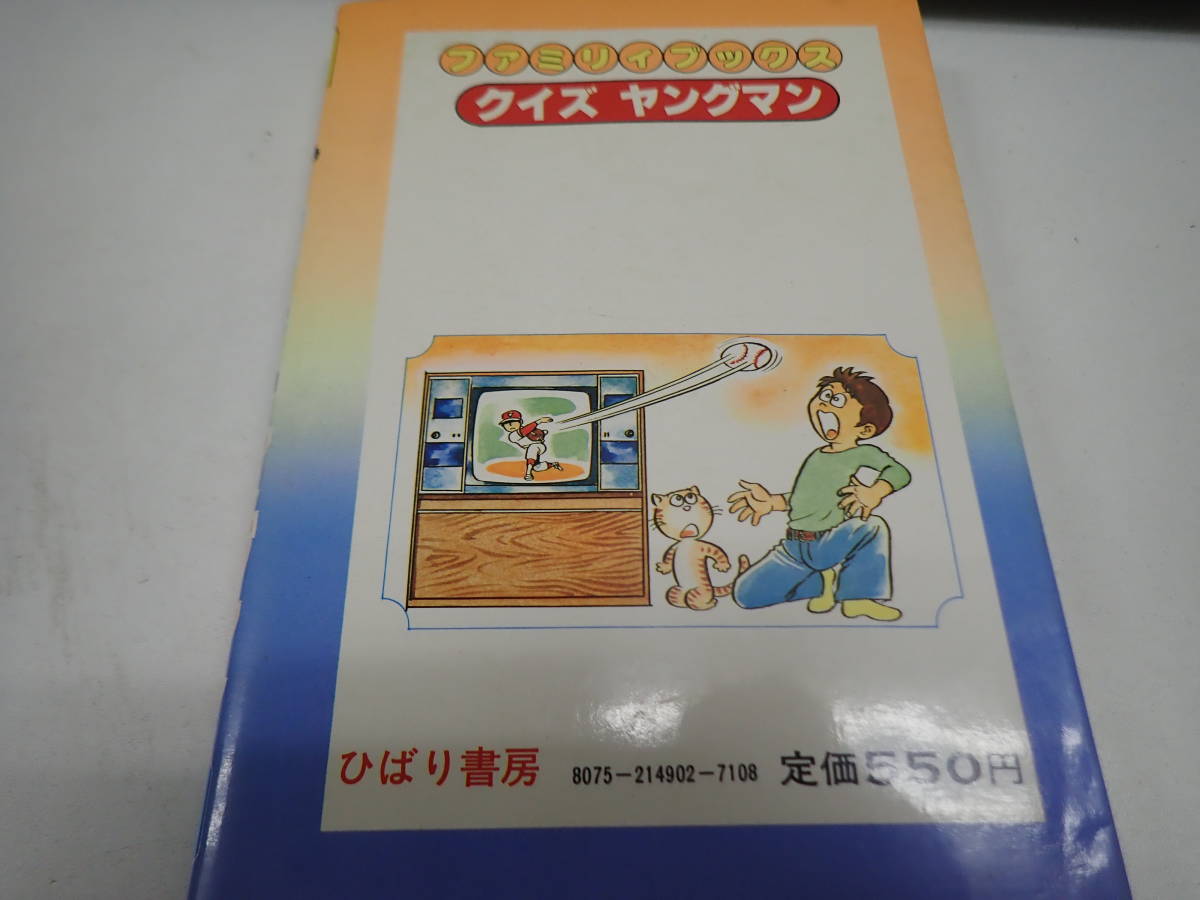 ファミリィブックス
クイズ ヤングマン
ひばり書房 8075-214902-7108 定価550円